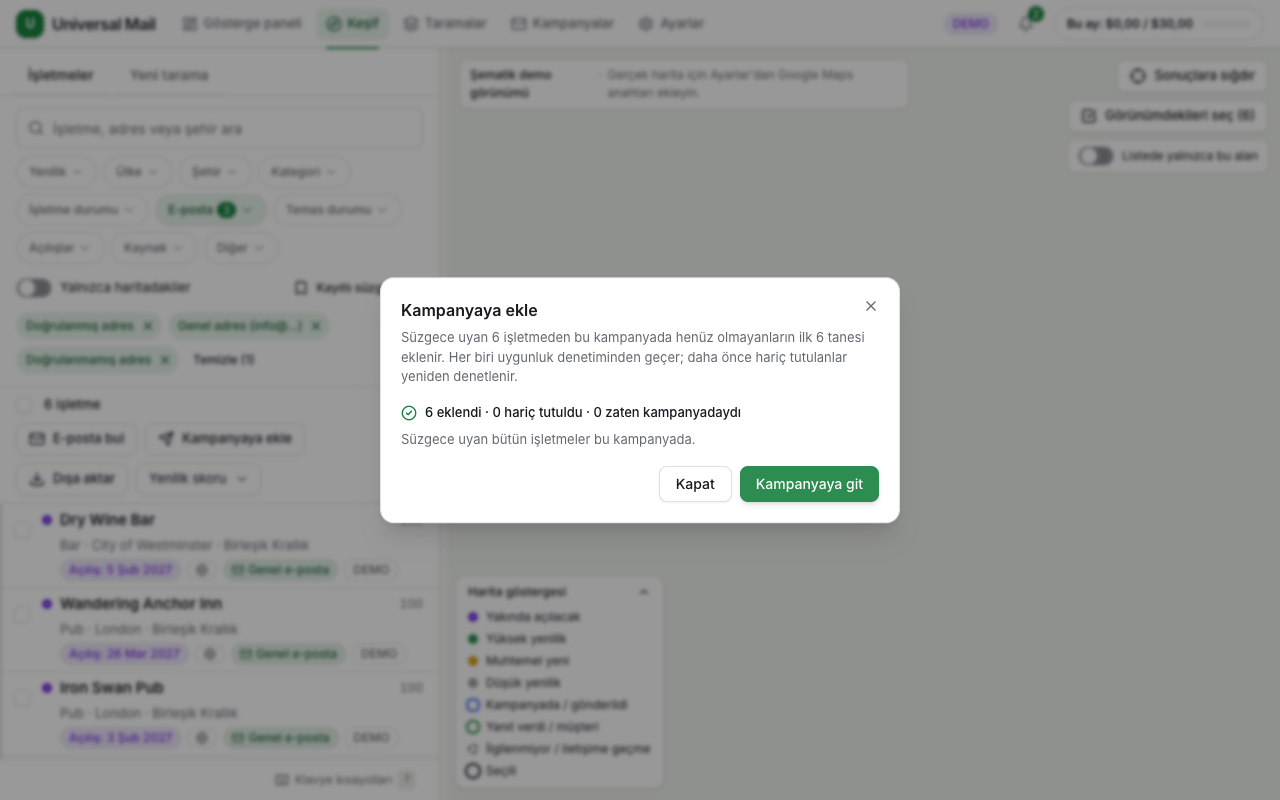 U Universal Mail
Gösterge paneli
Keşif
Taramalar
Kampanyalar
Ayarlar
DEMO
2
Bu ay: $0,00 / $30,00
İşletmeler
Yeni tarama
İşletme, adres veya şehir ara
Yenilik
Ülke
Şehir
Kategori
İşletme durumu
E-posta
Temas durumu
Açılışlar
Kaynak
Diğer
Yalnızca haritadakiler
Kayıtlı süzg
Doğrulanmış adres ×
Genel adres (info@...) ×
Doğrulanmamış adres ×
Temizle (1)
6 işletme
E-posta bul
Kampanyaya ekle
Dışa aktar
Yenilik skoru
Dry Wine Bar
Bar · City of Westminster · Birleşik Krallık
Açılış: 5 Şub 2027
Genel e-posta
DEMO
Wandering Anchor Inn
100
Pub · London · Birleşik Krallık
Açılış: 26 Mar 2027
Genel e-posta
DEMO
Iron Swan Pub
100
Pub · London · Birleşik Krallık
Açılış: 3 Şub 2027
Genel e-posta
DEMO
Klavye kısayolları ?
Şematik demo
görünümü
· Gerçek harita için Ayarlar'dan Google Maps
anahtarı ekleyin.
Sonuçlara sığdır
Görünümdekileri seç (6)
Listede yalnızca bu alan
Kampanyaya ekle
Süzgece uyan 6 işletmeden bu kampanyada henüz olmayanların ilk 6 tanesi
eklenir. Her biri uygunluk denetiminden geçer; daha önce hariç tutulanlar
yeniden denetlenir.
6 eklendi · 0 hariç tutuldu · 0 zaten kampanyadaydı
Süzgece uyan bütün işletmeler bu kampanyada.
Kapat
Kampanyaya git
Harita göstergesi
Yakında açılacak
Yüksek yenilik
Muhtemel yeni
Düşük yenilik
Kampanyada / gönderildi
Yanıt verdi / müşteri
İlgilenmiyor / iletişime geçme
Seçili